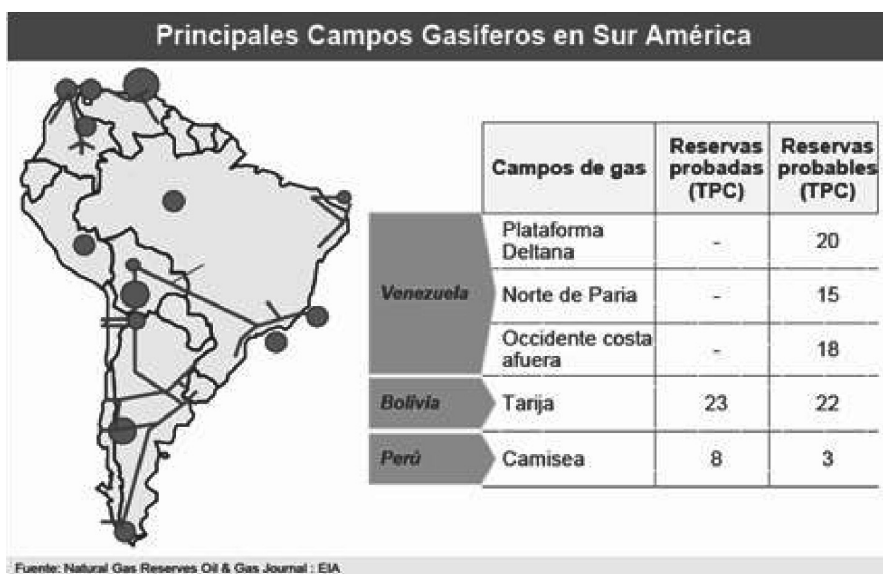 Principales Campos Gasíferos en Sur América
Campos de gas
Reservas
probadas
(TPC)
Reservas
probables
(TPC)
Venezuela
Plataforma
Deltana
-
20
Norte de Paria
-
15
Occidente costa
afuera
-
18
Bolívia
Tarija
23
22
Perú
Camisea
8
3
Fuente: Natural Gas Reserves Oil & Gas Journal : EIA